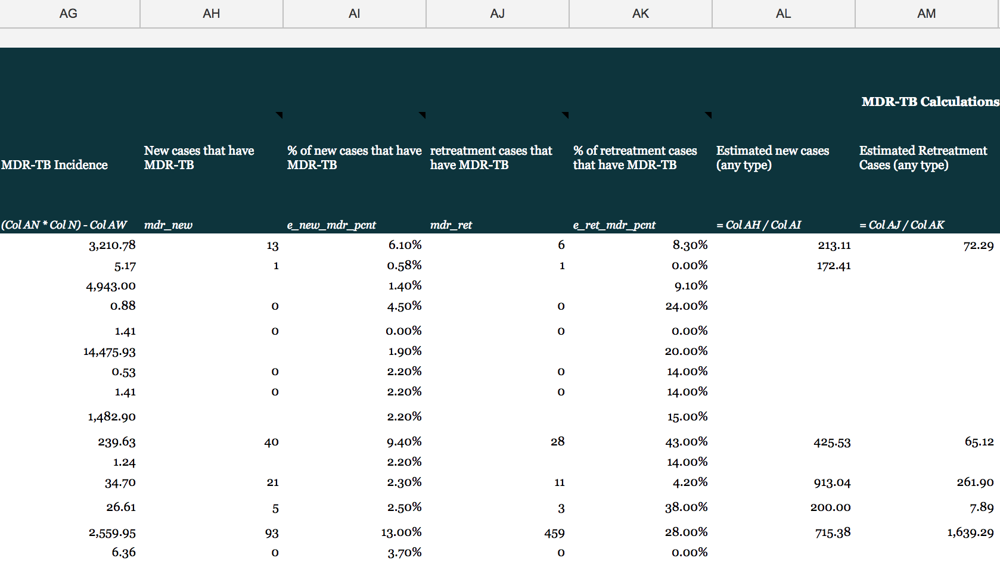 AG AH AI AJ AK AL AM
MDR-TB Calculations
MDR-TB Incidence
New cases that have
MDR-TB
% of new cases that have
MDR-TB
retreatment cases that
have MDR-TB
% of retreatment cases
that have MDR-TB
Estimated new cases
(any type)
Estimated Retreatment
Cases (any type)
(Col AN * Col N) - Col AW mdr_new e_new_mdr_pcnt mdr_ret e_ret_mdr_pcnt = Col AH / Col AI = Col AJ / Col AK
3,210.78 13 6.10% 6 8.30% 213.11 72.29
5.17 1 0.58% 1 0.00% 172.41
4,943.00 1.40% 9.10%
0.88 0 4.50% 0 24.00%
1.41 0 0.00% 0 0.00%
14,475.93 1.90% 20.00%
0.53 0 2.20% 0 14.00%
1.41 0 2.20% 0 14.00%
1,482.90 2.20% 15.00%
239.63 40 9.40% 28 43.00% 425.53 65.12
1.24 2.20% 14.00%
34.70 21 2.30% 11 4.20% 913.04 261.90
26.61 5 2.50% 3 38.00% 200.00 7.89
2,559.95 93 13.00% 459 28.00% 715.38 1,639.29
6.36 0 3.70% 0 0.00%